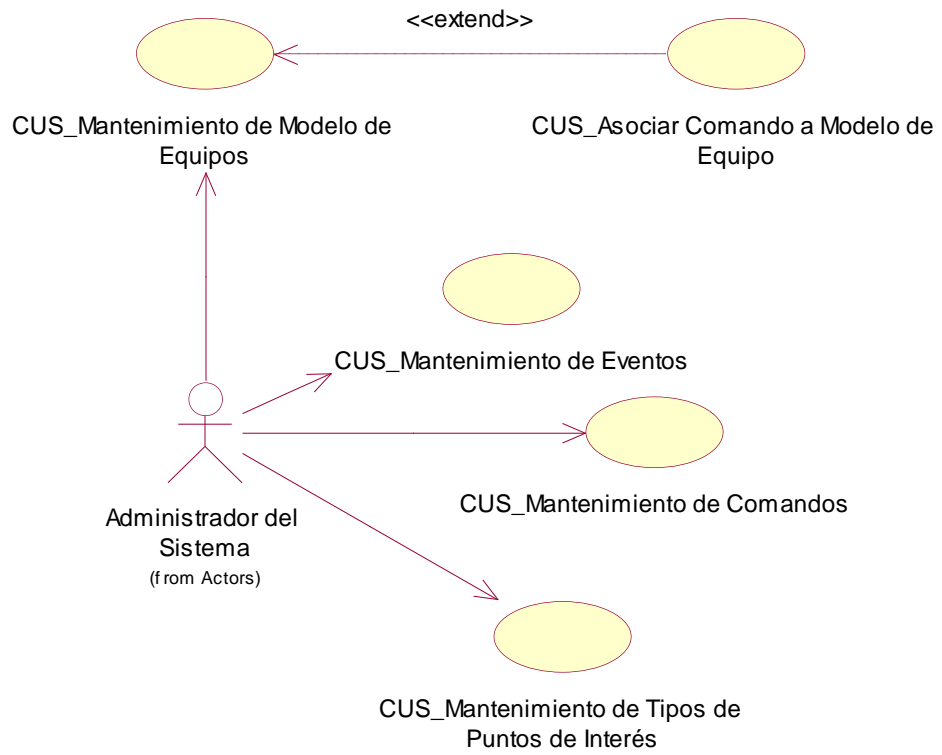 <<extend>>
CUS_Mantenimiento de Modelo de
Equipos
CUS_Asociar Comando a Modelo de
Equipo
CUS_Mantenimiento de Eventos
CUS_Mantenimiento de Comandos
Administrador del
Sistema
(from Actors)
CUS_Mantenimiento de Tipos de
Puntos de Interés